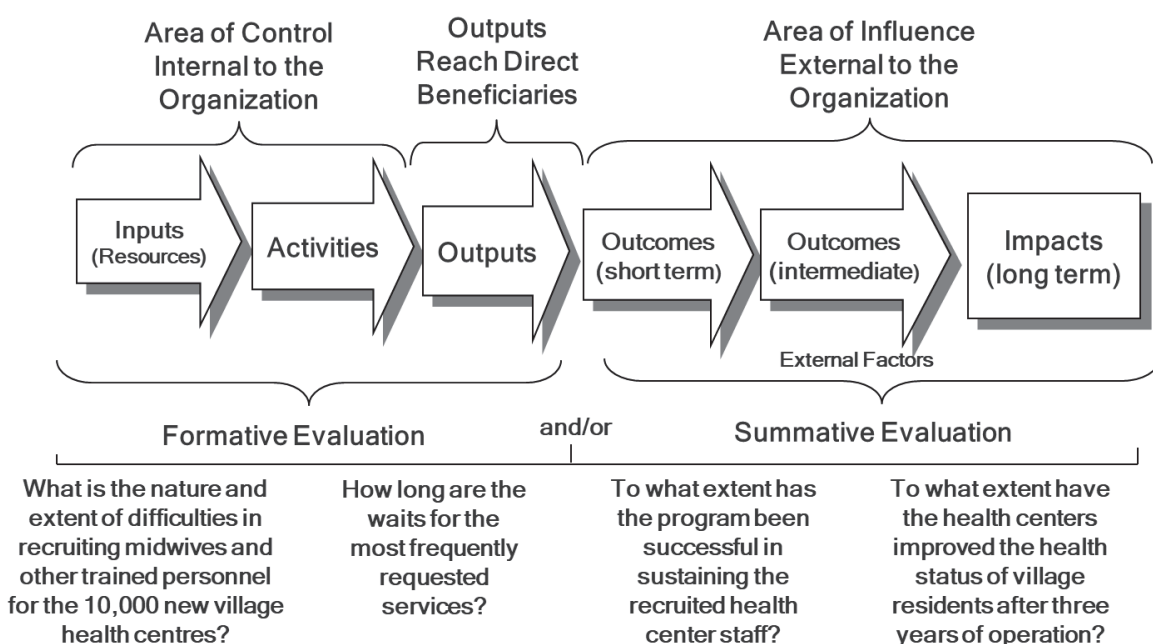 Area of Control
Internal to the
Organization
Outputs
Reach Direct
Beneficiaries
Area of Influence
External to the
Organization
Inputs
(Resources)
Activities
Outputs
Outcomes
(short term)
Outcomes
(intermediate)
Impacts
(long term)
External Factors
Formative Evaluation
and/or
Summative Evaluation
What is the nature and
extent of difficulties in
recruiting midwives and
other trained personnel
for the 10,000 new village
health centres?
How long are the
waits for the
most frequently
requested
services?
To what extent has
the program been
successful in
sustaining the
recruited health
center staff?
To what extent have
the health centers
improved the health
status of village
residents after three
years of operation?